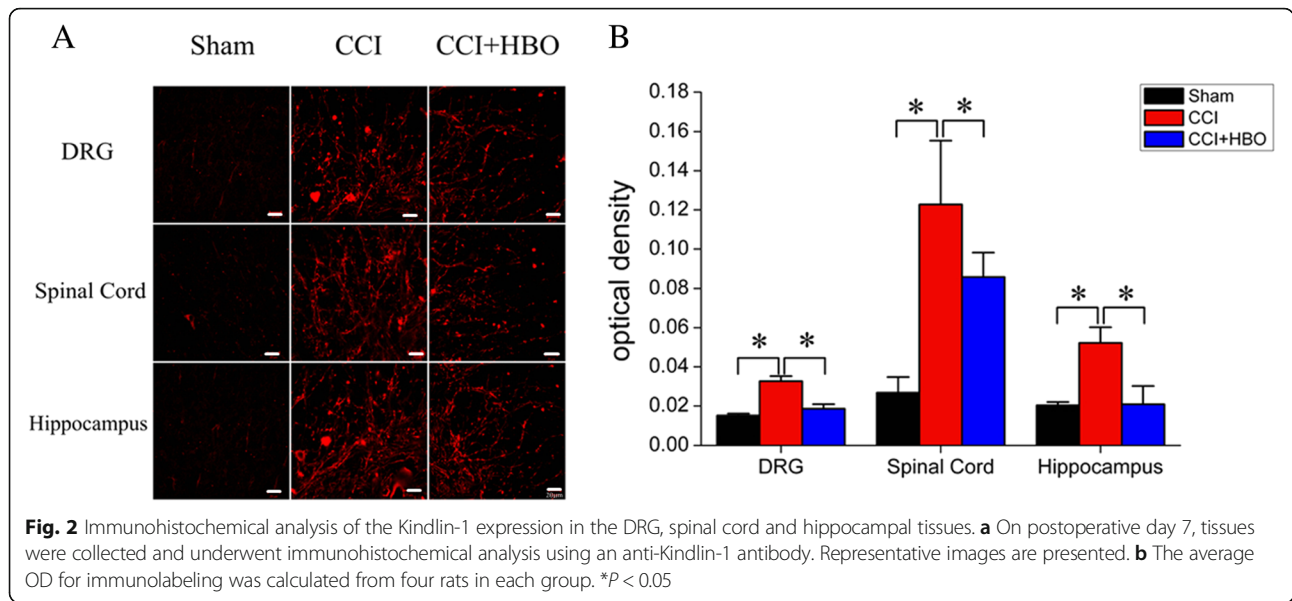 A
Sham CCI CCI+HBO
DRG
Spinal Cord
Hippocampus
20μm
B
optical density
0.18
0.16
0.14
0.12
0.10
0.08
0.06
0.04
0.02
0.00
* *
* *
* *
DRG Spinal Cord Hippocampus
Sham
CCI
CCI+HBO
Fig. 2 Immunohistochemical analysis of the Kindlin-1 expression in the DRG, spinal cord and hippocampal tissues. a On postoperative day 7, tissues
were collected and underwent immunohistochemical analysis using an anti-Kindlin-1 antibody. Representative images are presented. b The average
OD for immunolabeling was calculated from four rats in each group. *P < 0.05